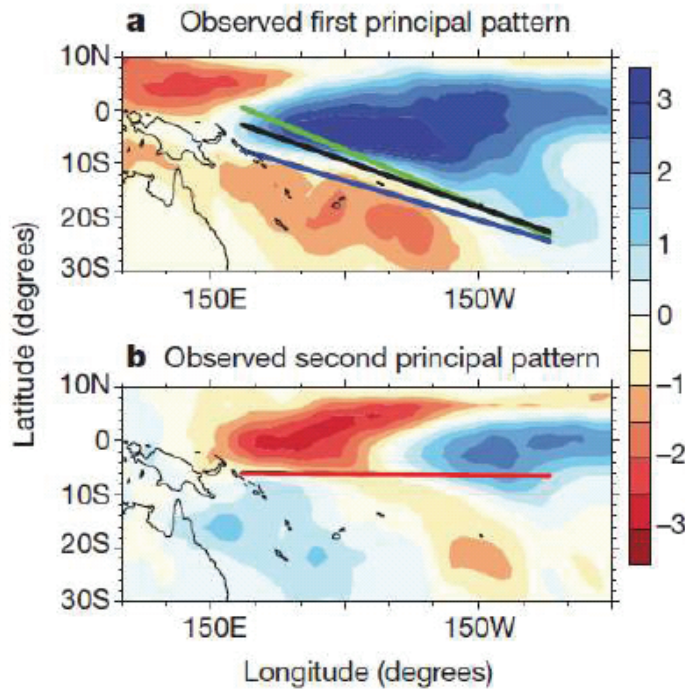 a Observed first principal pattern
10N
0
10S
20S
30S
150E
150W
b Observed second principal pattern
10N
0
10S
20S
30S
150E
150W
Latitude (degrees)
Longitude (degrees)
3
2
1
0
−1
−2
−3